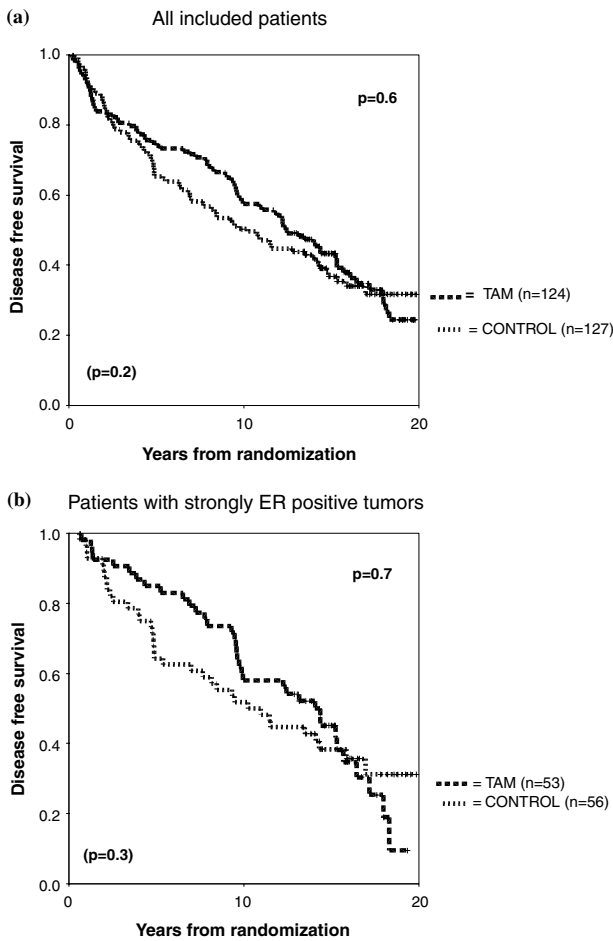 (a)
All included patients
Disease free survival
1.0
0.8
0.6
0.4
0.2
0.0
p=0.6
(p=0.2)
0
10
20
Years from randomization
= TAM (n=124)
= CONTROL (n=127)
(b)
Patients with strongly ER positive tumors
Disease free survival
1.0
0.8
0.6
0.4
0.2
0.0
p=0.7
(p=0.3)
0
10
20
Years from randomization
= TAM (n=53)
= CONTROL (n=56)